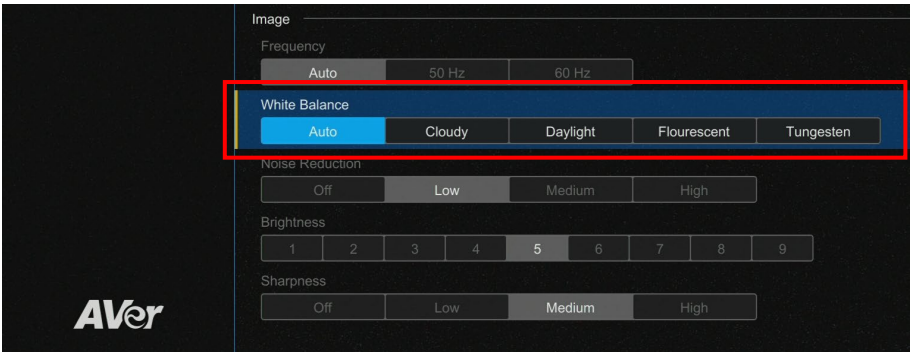 Image
Frequency
Auto 50 Hz 60 Hz
White Balance
Auto Cloudy Daylight Flourescent Tungesten
Noise Reduction
Off Low Medium High
Brightness
1 2 3 4 5 6 7 8 9
Sharpness
Off Low Medium High
AVer